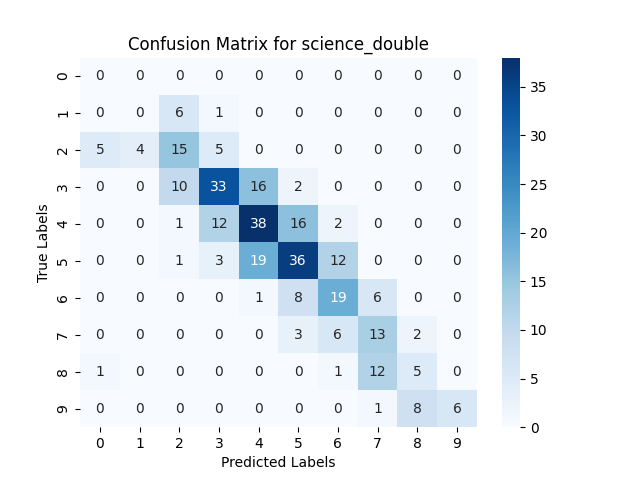 Confusion Matrix for science_double
0 0 0 0 0 0 0 0 0 0 0
1 0 0 6 1 0 0 0 0 0 0
2 5 4 15 5 0 0 0 0 0 0
3 0 0 10 33 16 2 0 0 0 0
4 0 0 1 12 38 16 2 0 0 0
5 0 0 1 3 19 36 12 0 0 0
6 0 0 0 0 1 8 19 6 0 0
7 0 0 0 0 0 3 6 13 2 0
8 1 0 0 0 0 0 1 12 5 0
9 0 0 0 0 0 0 0 1 8 6
0 1 2 3 4 5 6 7 8 9
Predicted Labels
True Labels
35
30
25
20
15
10
5
0